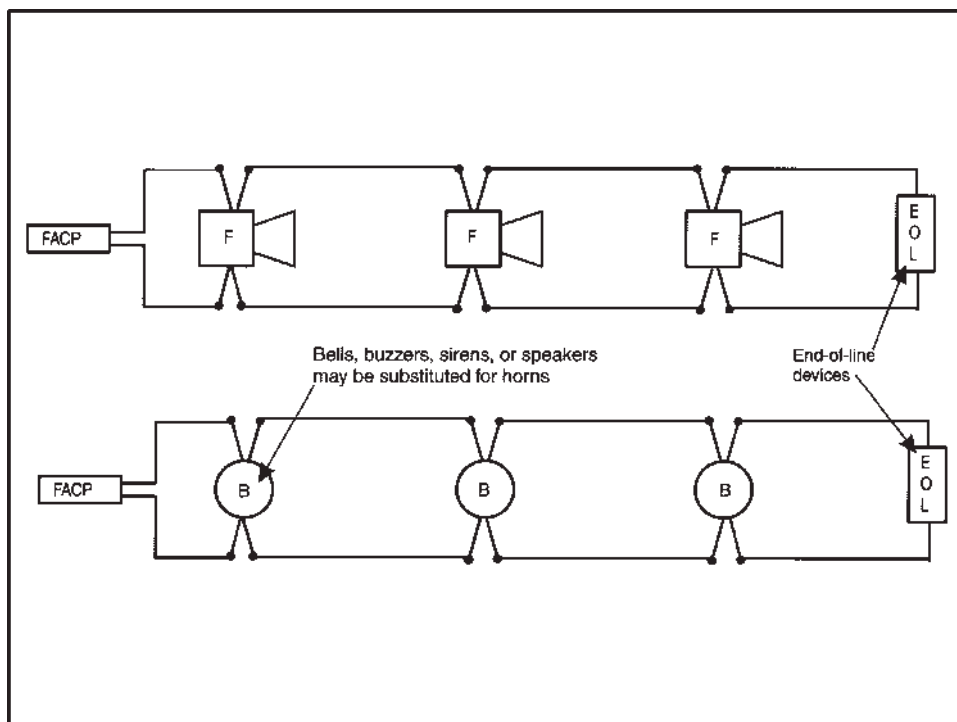 FACP
F
F
F
E
O
L
Bells, buzzers, sirens, or speakers
may be substituted for horns
End-of-line
devices
FACP
B
B
B
E
O
L